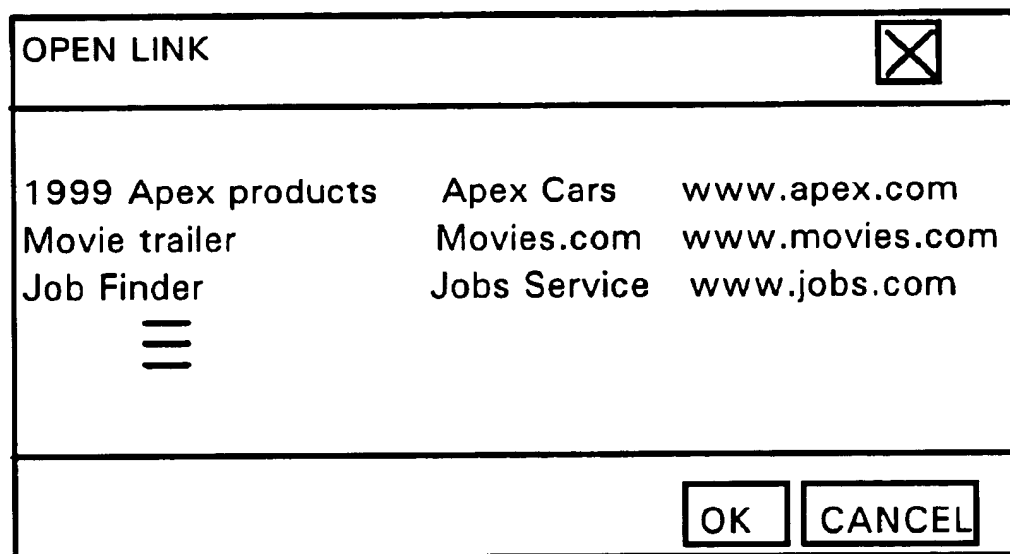 OPEN LINK
1999 Apex products Apex Cars www.apex.com
Movie trailer Movies.com www.movies.com
Job Finder Jobs Service www.jobs.com
OK CANCEL